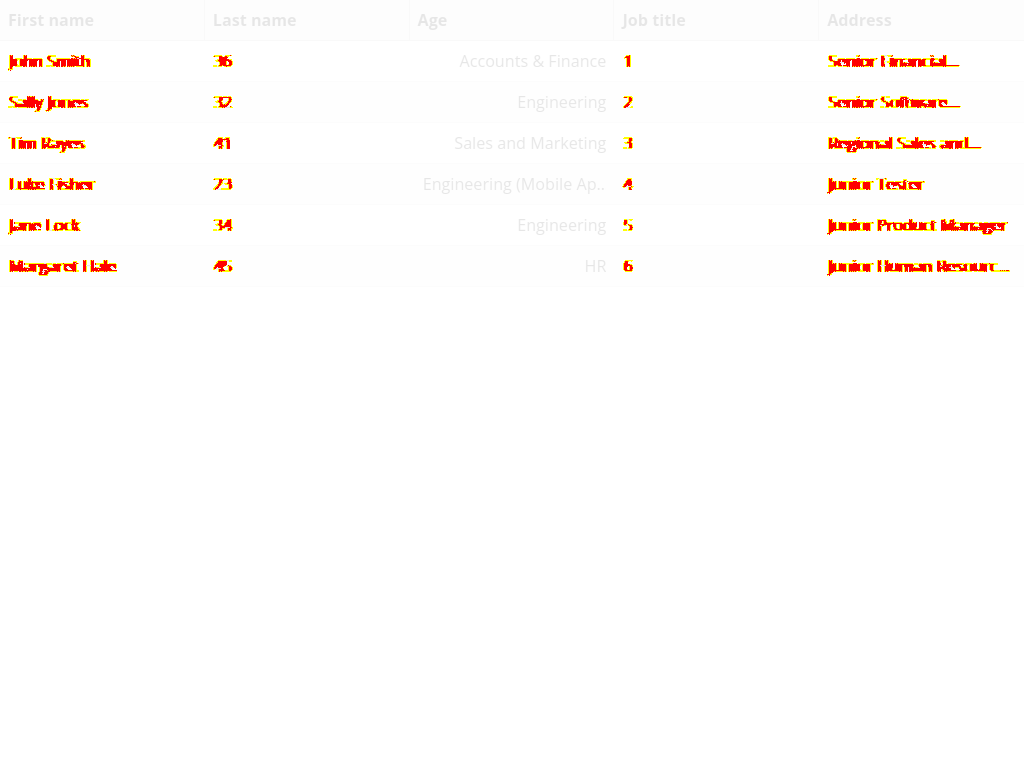 First name Last name Age Job title Address
John Smith 36 Accounts & Finance 1 Senior Financial...
Sally Jones 32 Engineering 2 Senior Software...
Tim Rayes 41 Sales and Marketing 3 Regional Sales and...
Luke Fisher 23 Engineering (Mobile Ap.. 4 Junior Tester
Jane Lock 34 Engineering 5 Junior Product Manager
Margaret Hale 45 HR 6 Junior Human Resourc...